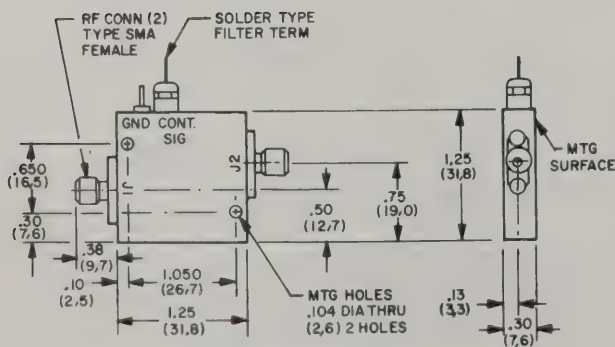 RF CONN (2)
TYPE SMA
FEMALE
SOLDER TYPE
FILTER TERM
GND CONT.
SIG
J1
J2
.650
(16,5)
.30
(7,6)
.38
(9,7)
.10
(2,5)
1.050
(26,7)
1.25
(31,8)
.50
(12,7)
.75
(19,0)
1.25
(31,8)
MTG HOLES
.104 DIA THRU
(2,6) 2 HOLES
MTG
SURFACE
.13
(3,3)
.30
(7,6)